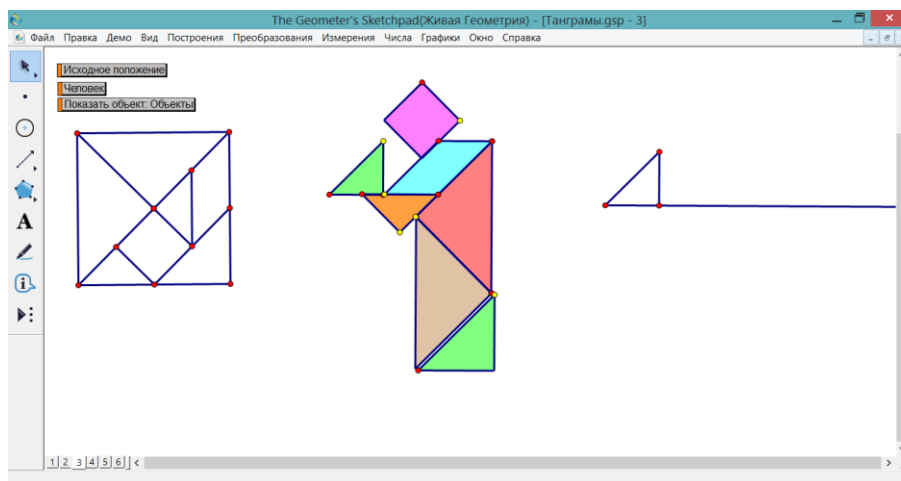 The Geometer's Sketchpad(Живая Геометрия) - [Танграмы.gsp - 3]
Файл Правка Демо Вид Построения Преобразования Измерения Числа Графики Окно Справка
Исходное положение
Человек
Показать объект: Объекты
A
1 2 3 4 5 6